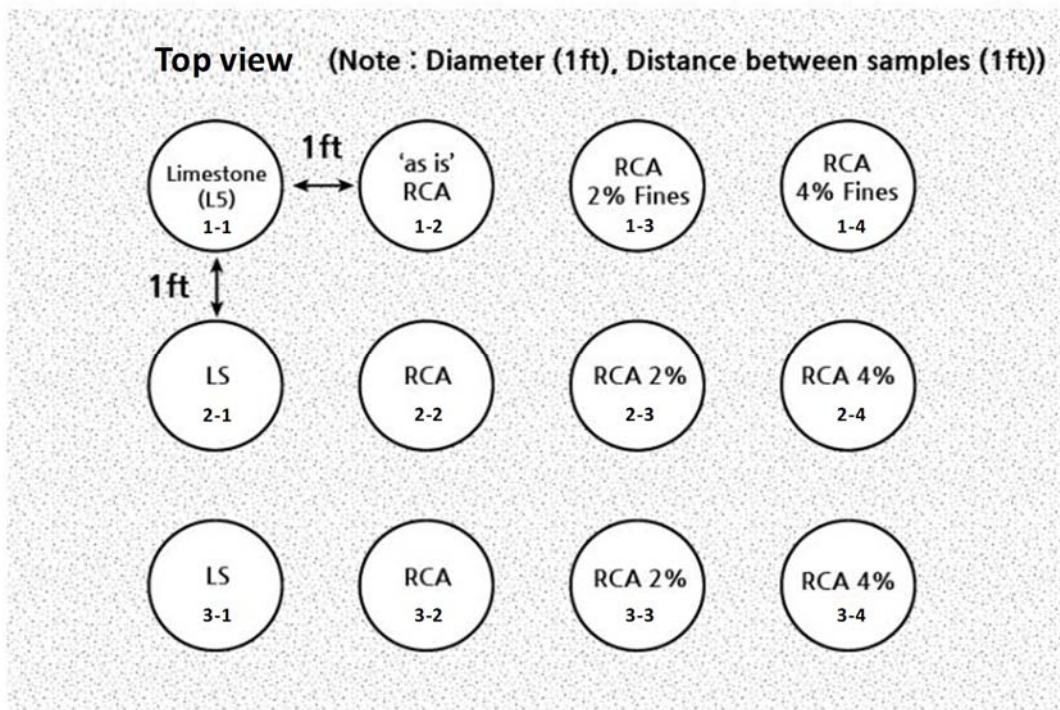 Top view (Note : Diameter (1ft), Distance between samples (1ft))
Limestone
(L5)
1-1
1ft
'as is'
RCA
1-2
RCA
2% Fines
1-3
RCA
4% Fines
1-4
1ft
LS
2-1
RCA
2-2
RCA 2%
2-3
RCA 4%
2-4
LS
3-1
RCA
3-2
RCA 2%
3-3
RCA 4%
3-4